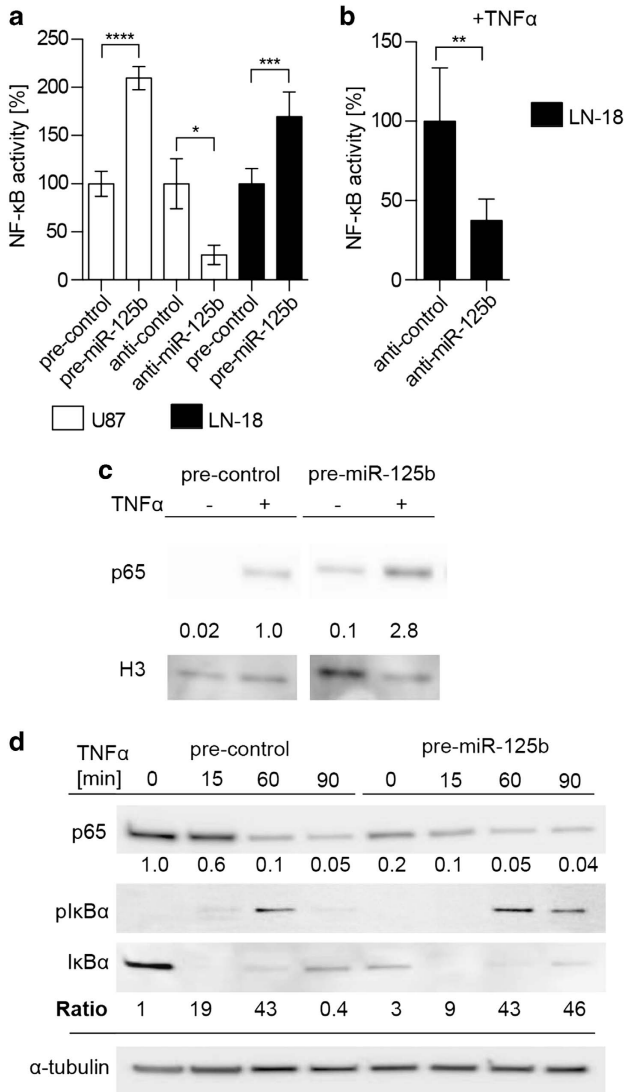 a
NF-κB activity [%]
250
200
150
100
50
0
****
*
***
pre-control
pre-miR-125b
anti-control
anti-miR-125b
pre-control
pre-miR-125b
U87
LN-18
b
+TNFα
NF-κB activity [%]
150
100
50
0
**
anti-control
anti-miR-125b
LN-18
c
pre-control pre-miR-125b
TNFα - + - +
p65
0.02 1.0 0.1 2.8
H3
d
TNFα pre-control pre-miR-125b
[min] 0 15 60 90 0 15 60 90
p65
1.0 0.6 0.1 0.05 0.2 0.1 0.05 0.04
pIκBα
IκBα
Ratio 1 19 43 0.4 3 9 43 46
α-tubulin